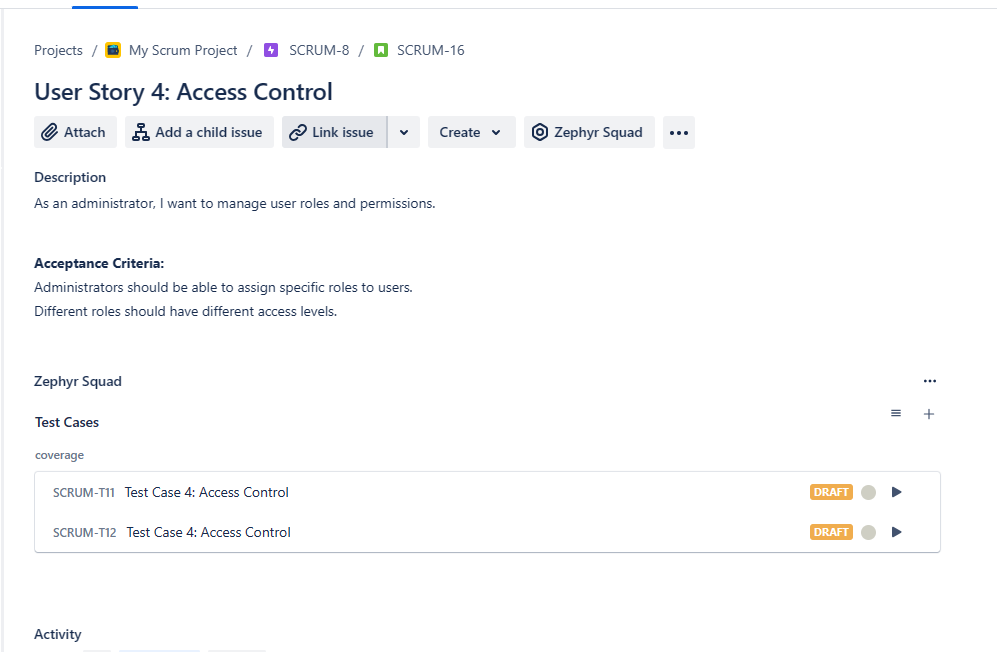 Projects / My Scrum Project / SCRUM-8 / SCRUM-16
User Story 4: Access Control
Attach Add a child issue Link issue Create Zephyr Squad
Description
As an administrator, I want to manage user roles and permissions.
Acceptance Criteria:
Administrators should be able to assign specific roles to users.
Different roles should have different access levels.
Zephyr Squad
Test Cases
coverage
SCRUM-T11 Test Case 4: Access Control DRAFT
SCRUM-T12 Test Case 4: Access Control DRAFT
Activity